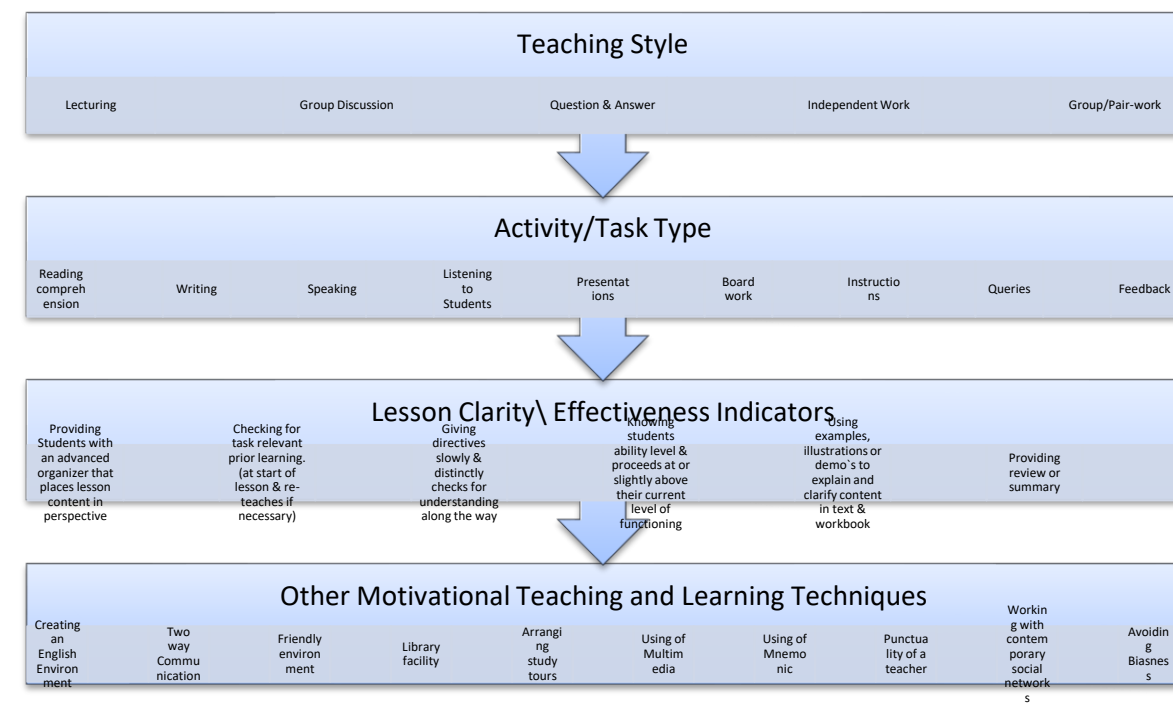 Teaching Style
Lecturing
Group Discussion
Question & Answer
Independent Work
Group/Pair-work
Activity/Task Type
Reading
compreh
ension
Writing
Speaking
Listening
to
Students
Presentat
ions
Board
work
Instructio
ns
Queries
Feedback
Lesson Clarity\ Effectiveness Indicators
Providing
Students with
an advanced
organizer that
places lesson
content in
perspective
Checking for
task relevant
prior learning.
(at start of
lesson & re-
teaches if
necessary)
Giving
directives
slowly &
distinctly
checks for
understanding
along the way
Knowing
students
ability level &
proceeds at or
slightly above
their current
level of
functioning
Using
examples,
illustrations or
demo`s to
explain and
clarify content
in text &
workbook
Providing
review or
summary
Other Motivational Teaching and Learning Techniques
Creating
an
English
Environ
ment
Two
way
Commu
nication
Friendly
environ
ment
Library
facility
Arrangi
ng
study
tours
Using of
Multim
edia
Using of
Mnemo
nic
Punctua
lity of a
teacher
Workin
g with
contem
porary
social
network
s
Avoidin
g
Biasnes
s